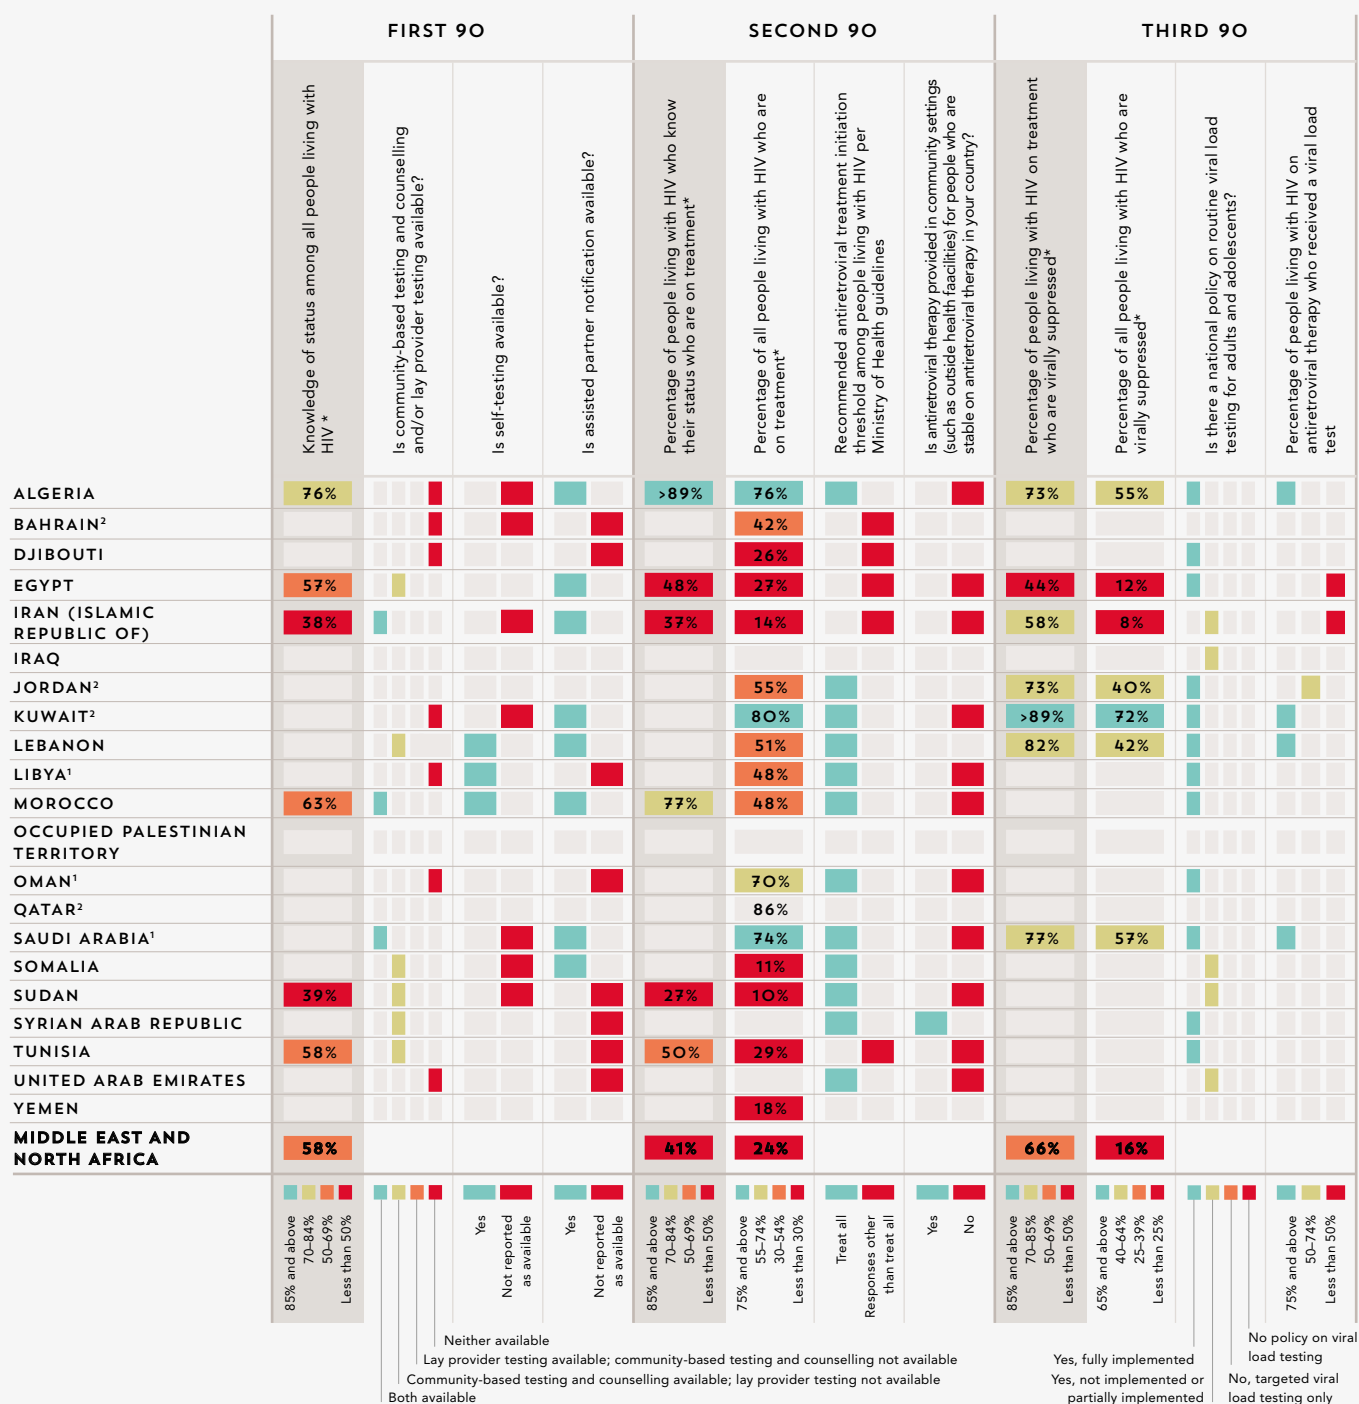 FIRST 90
SECOND 90
THIRD 90
Knowledge of status among all people living with
HIV *
Is community-based testing and counselling
and/or lay provider testing available?
Is self-testing available?
Is assisted partner notification available?
Percentage of people living with HIV who know
their status who are on treatment*
Percentage of all people living with HIV who are
on treatment*
Recommended antiretroviral treatment initiation
threshold among people living with HIV per
Ministry of Health guidelines
Is antiretroviral therapy provided in community settings
(such as outside health faacilities) for people who are
stable on antiretroviral therapy in your country?
Percentage of people living with HIV on treatment
who are virally suppressed*
Percentage of all people living with HIV who are
virally suppressed*
Is there a national policy on routine viral load
testing for adults and adolescents?
Percentage of people living with HIV on
antiretroviral therapy who received a viral load
test
ALGERIA 76% >89% 76% 73% 55%
BAHRAIN² 42%
DJIBOUTI 26%
EGYPT 57% 48% 27% 44% 12%
IRAN (ISLAMIC
REPUBLIC OF) 38% 37% 14% 58% 8%
IRAQ
JORDAN² 55% 73% 40%
KUWAIT² 80% >89% 72%
LEBANON 51% 82% 42%
LIBYA¹ 48%
MOROCCO 63% 77% 48%
OCCUPIED PALESTINIAN
TERRITORY
OMAN¹ 70%
QATAR² 86%
SAUDI ARABIA¹ 74% 77% 57%
SOMALIA 11%
SUDAN 39% 27% 10%
SYRIAN ARAB REPUBLIC
TUNISIA 58% 50% 29%
UNITED ARAB EMIRATES
YEMEN 18%
MIDDLE EAST AND
NORTH AFRICA 58% 41% 24% 66% 16%
85% and above
70–84%
50–69%
Less than 50%
Yes
Not reported
as available
Yes
Not reported
as available
85% and above
70–84%
50–69%
Less than 50%
75% and above
55–74%
30–54%
Less than 30%
Treat all
Responses other
than treat all
Yes
No
85% and above
70–85%
50–69%
Less than 50%
65% and above
40–64%
25–39%
Less than 25%
75% and above
50–74%
Less than 50%
Neither available
Lay provider testing available; community-based testing and counselling not available
Community-based testing and counselling available; lay provider testing not available
Both available
Yes, fully implemented
Yes, not implemented or
partially implemented
No policy on viral
load testing
No, targeted viral
load testing only